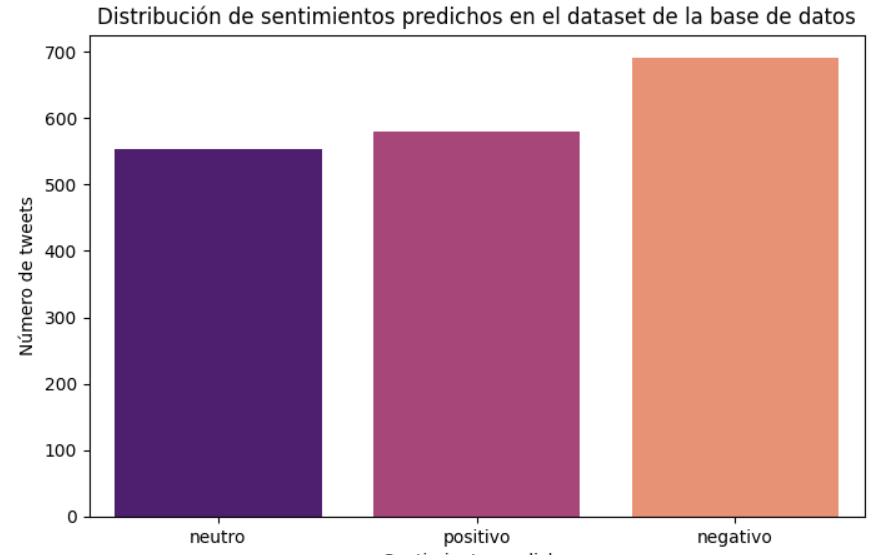 Distribución de sentimientos predichos en el dataset de la base de datos
700
600
500
400
300
200
100
0
Número de tweets
neutro
positivo
negativo